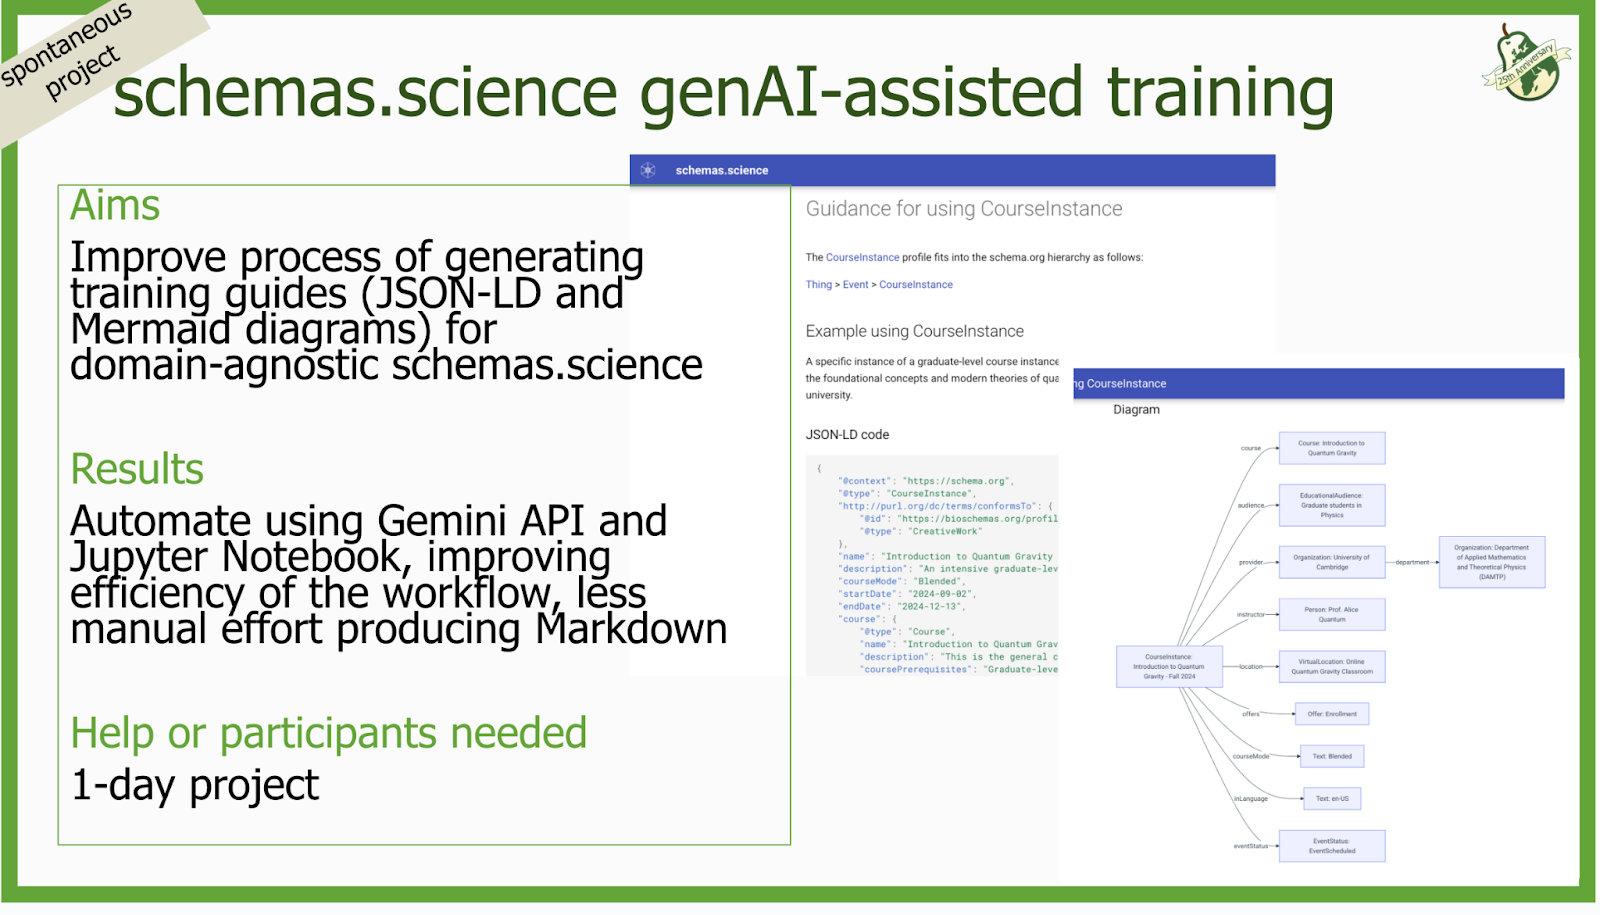 spontaneous
project
schemas.science genAI-assisted training
25th Anniversary
Aims
Improve process of generating
training guides (JSON-LD and
Mermaid diagrams) for
domain-agnostic schemas.science
Results
Automate using Gemini API and
Jupyter Notebook, improving
efficiency of the workflow, less
manual effort producing Markdown
Help or participants needed
1-day project
schemas.science
Guidance for using CourseInstance
The CourseInstance profile fits into the schema.org hierarchy as follows:
Thing > Event > CourseInstance
Example using CourseInstance
A specific instance of a graduate-level course instance
the foundational concepts and modern theories of qua
university.
JSON-LD code
{
"@context": "https://schema.org",
"@type": "CourseInstance",
"http://purl.org/dc/terms/conformsTo": {
"@id": "https://bioschemas.org/profil
"@type": "CreativeWork"
},
"name": "Introduction to Quantum Gravity
"description": "An intensive graduate-lev
"courseMode": "Blended",
"startDate": "2024-09-02",
"endDate": "2024-12-13",
"course": {
"@type": "Course",
"name": "Introduction to Quantum Grav
"description": "This is the general c
"coursePrerequisites": "Graduate-leve
ng CourseInstance
Diagram
course
Course: Introduction to
Quantum Gravity
audience
EducationalAudience:
Graduate students in
Physics
provider
Organization: University of
Cambridge
department
Organization: Department
of Applied Mathematics
and Theoretical Physics
(DAMTP)
instructor
Person: Prof. Alice
Quantum
CourseInstance:
Introduction to Quantum
Gravity - Fall 2024
location
VirtualLocation: Online
Quantum Gravity Classroom
offers
Offer: Enrollment
courseMode
Text: Blended
inLanguage
Text: en-US
eventStatus
EventStatus:
EventScheduled